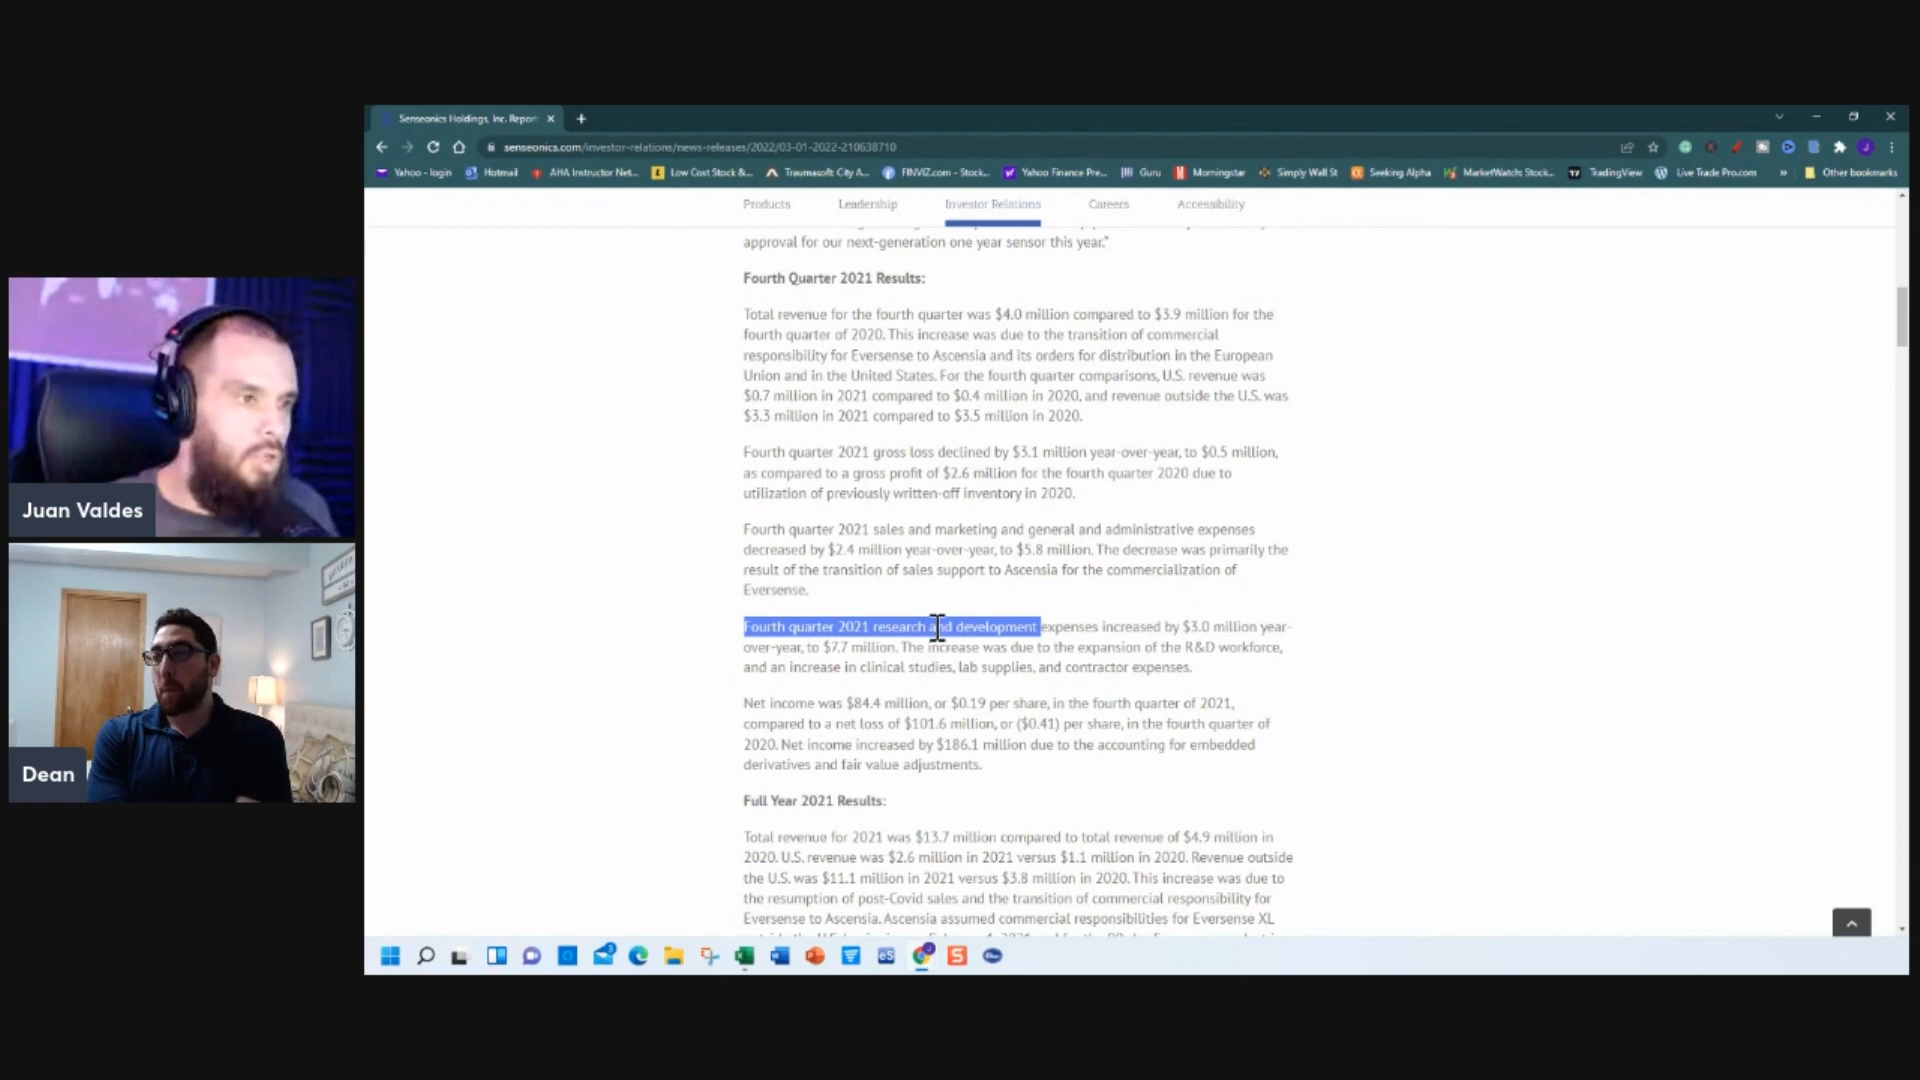 Senseonics Holdings, Inc. Report
senseonics.com/investor-relations/news-releases/2022/03-01-2022-210638710
Yahoo - login Hotmail AHA Instructor Net... Low Cost Stock &... Traumasoft City A... FINVIZ.com - Stock... Yahoo Finance Pre... Guru Morningstar Simply Wall St Seeking Alpha MarketWatch: Stock... TradingView Live Trade Pro.com » Other bookmarks
Products Leadership Investor Relations Careers Accessibility
approval for our next-generation one year sensor this year."
Fourth Quarter 2021 Results:
Total revenue for the fourth quarter was $4.0 million compared to $3.9 million for the
fourth quarter of 2020. This increase was due to the transition of commercial
responsibility for Eversense to Ascensia and its orders for distribution in the European
Union and in the United States. For the fourth quarter comparisons, U.S. revenue was
$0.7 million in 2021 compared to $0.4 million in 2020, and revenue outside the U.S. was
$3.3 million in 2021 compared to $3.5 million in 2020.
Fourth quarter 2021 gross loss declined by $3.1 million year-over-year, to $0.5 million,
as compared to a gross profit of $2.6 million for the fourth quarter 2020 due to
utilization of previously written-off inventory in 2020.
Fourth quarter 2021 sales and marketing and general and administrative expenses
decreased by $2.4 million year-over-year, to $5.8 million. The decrease was primarily the
result of the transition of sales support to Ascensia for the commercialization of
Eversense.
Fourth quarter 2021 research and development expenses increased by $3.0 million year-
over-year, to $7.7 million. The increase was due to the expansion of the R&D workforce,
and an increase in clinical studies, lab supplies, and contractor expenses.
Net income was $84.4 million, or $0.19 per share, in the fourth quarter of 2021,
compared to a net loss of $101.6 million, or ($0.41) per share, in the fourth quarter of
2020. Net income increased by $186.1 million due to the accounting for embedded
derivatives and fair value adjustments.
Full Year 2021 Results:
Total revenue for 2021 was $13.7 million compared to total revenue of $4.9 million in
2020. U.S. revenue was $2.6 million in 2021 versus $1.1 million in 2020. Revenue outside
the U.S. was $11.1 million in 2021 versus $3.8 million in 2020. This increase was due to
the resumption of post-Covid sales and the transition of commercial responsibility for
Eversense to Ascensia. Ascensia assumed commercial responsibilities for Eversense XL
Juan Valdes
Dean